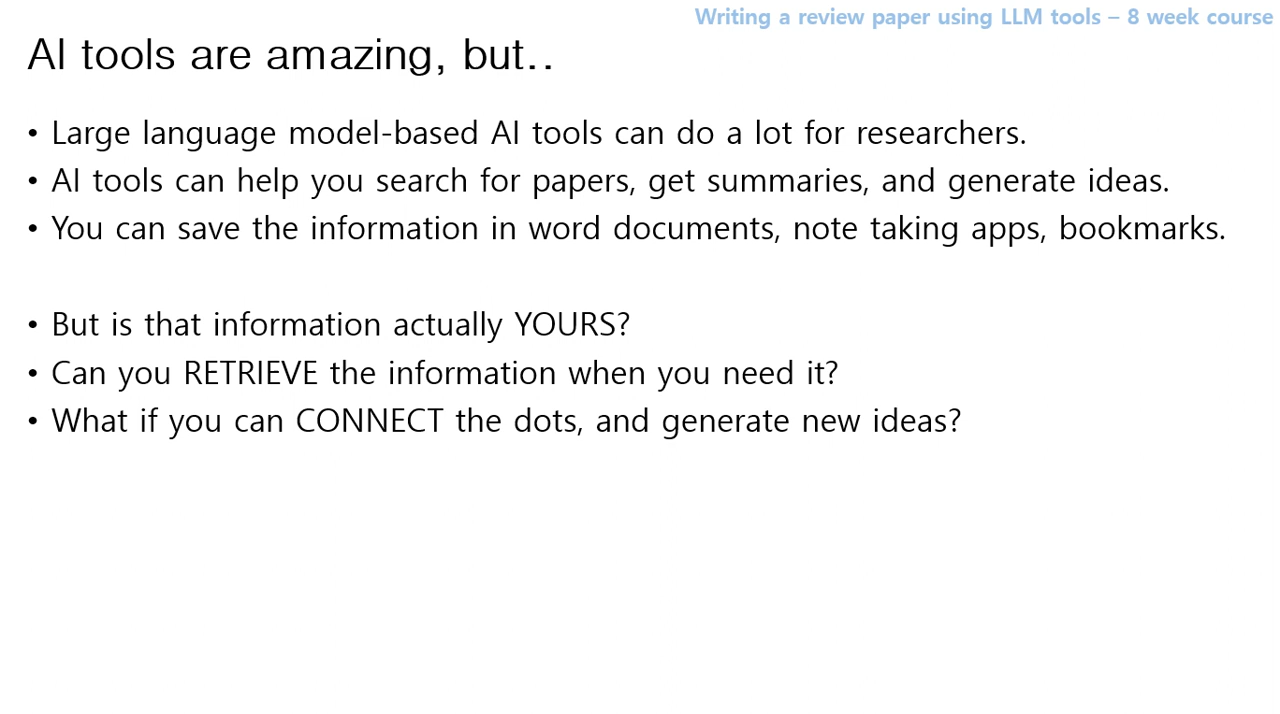 Writing a review paper using LLM tools – 8 week course
AI tools are amazing, but..
• Large language model-based AI tools can do a lot for researchers.
• AI tools can help you search for papers, get summaries, and generate ideas.
• You can save the information in word documents, note taking apps, bookmarks.
• But is that information actually YOURS?
• Can you RETRIEVE the information when you need it?
• What if you can CONNECT the dots, and generate new ideas?